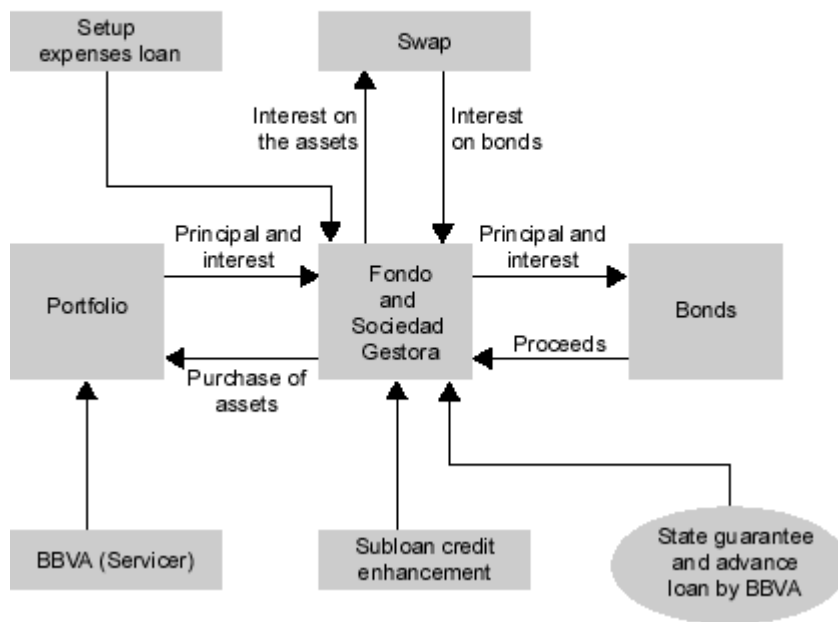 Setup
expenses loan
Swap
Interest on
the assets
Interest
on bonds
Principal and
interest
Principal and
interest
Portfolio
Fondo
and
Sociedad
Gestora
Bonds
Proceeds
Purchase of
assets
BBVA (Servicer)
Subloan credit
enhancement
State guarantee
and advance
loan by BBVA